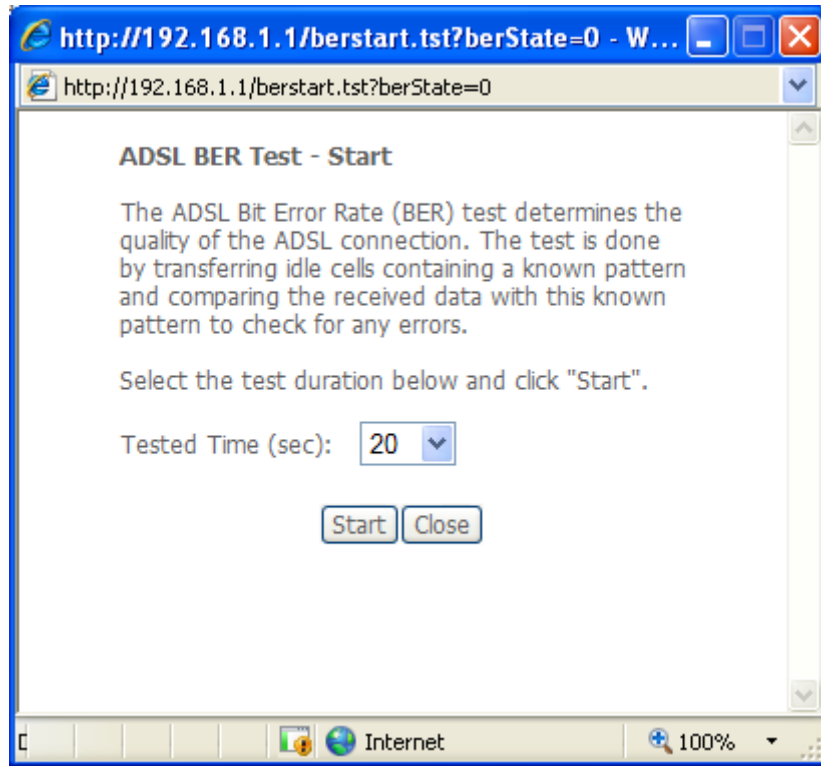 http://192.168.1.1/berstart.tst?berState=0 - W...
http://192.168.1.1/berstart.tst?berState=0
ADSL BER Test - Start
The ADSL Bit Error Rate (BER) test determines the
quality of the ADSL connection. The test is done
by transferring idle cells containing a known pattern
and comparing the received data with this known
pattern to check for any errors.
Select the test duration below and click "Start".
Tested Time (sec): 20
Start Close
Internet 100%